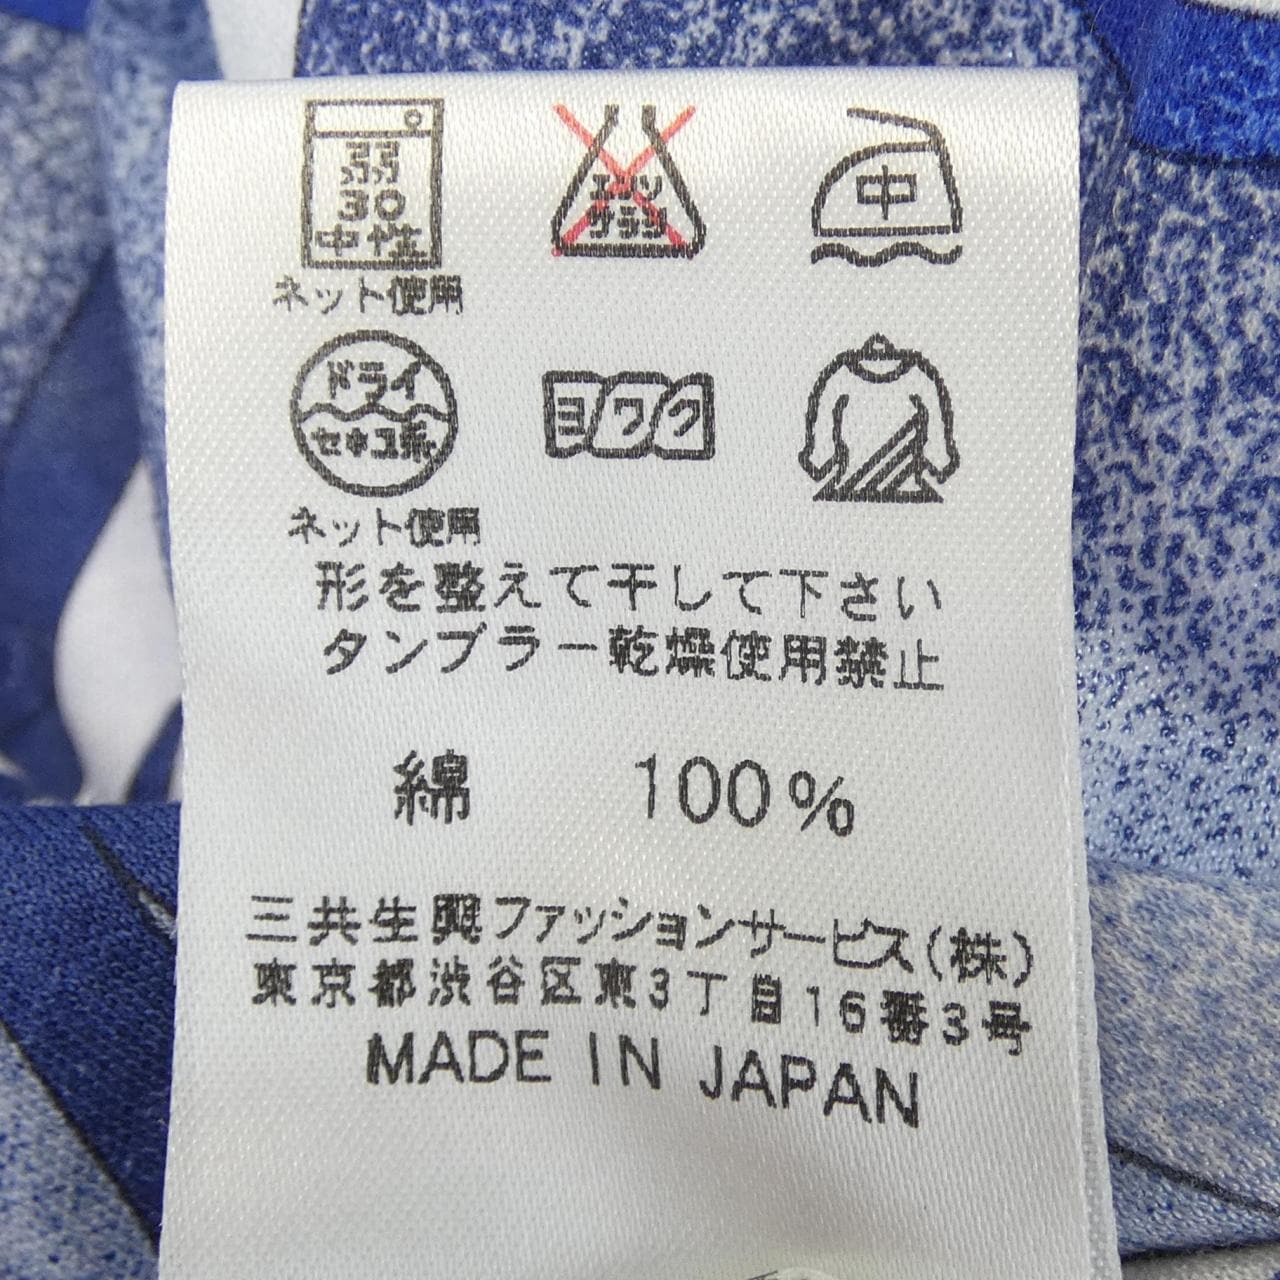 弱
30
中性
ネット使用
エンソ
サラシ
中
ドライ
セキユ系
ネット使用
ヨワク
形を整えて干して下さい
タンブラー乾燥使用禁止
綿 100%
三共生興ファッションサービス(株)
東京都渋谷区東3丁目16番3号
MADE IN JAPAN